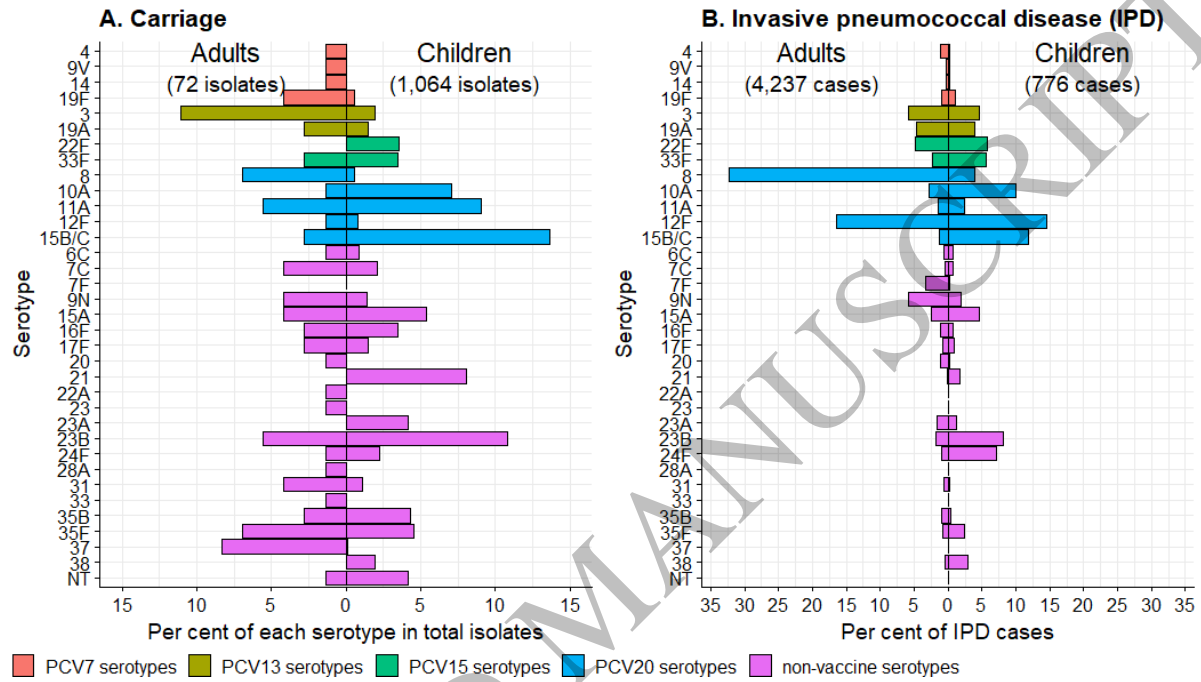 A. Carriage
Adults
(72 isolates)
Children
(1,064 isolates)
Serotype
4
9V
14
19F
3
19A
22F
33F
8
10A
11A
12F
15B/C
6C
7C
7F
9N
15A
16F
17F
20
21
22A
23
23A
23B
24F
28A
31
33
35B
35F
37
38
NT
15 10 5 0 5 10 15
Per cent of each serotype in total isolates
B. Invasive pneumococcal disease (IPD)
Adults
(4,237 cases)
Children
(776 cases)
Serotype
4
9V
14
19F
3
19A
22F
33F
8
10A
11A
12F
15B/C
6C
7C
7F
9N
15A
16F
17F
20
21
22A
23
23A
23B
24F
28A
31
33
35B
35F
37
38
NT
35 30 25 20 15 10 5 0 5 10 15 20 25 30 35
Per cent of IPD cases
PCV7 serotypes PCV13 serotypes PCV15 serotypes PCV20 serotypes non-vaccine serotypes
MANUSCRIPT